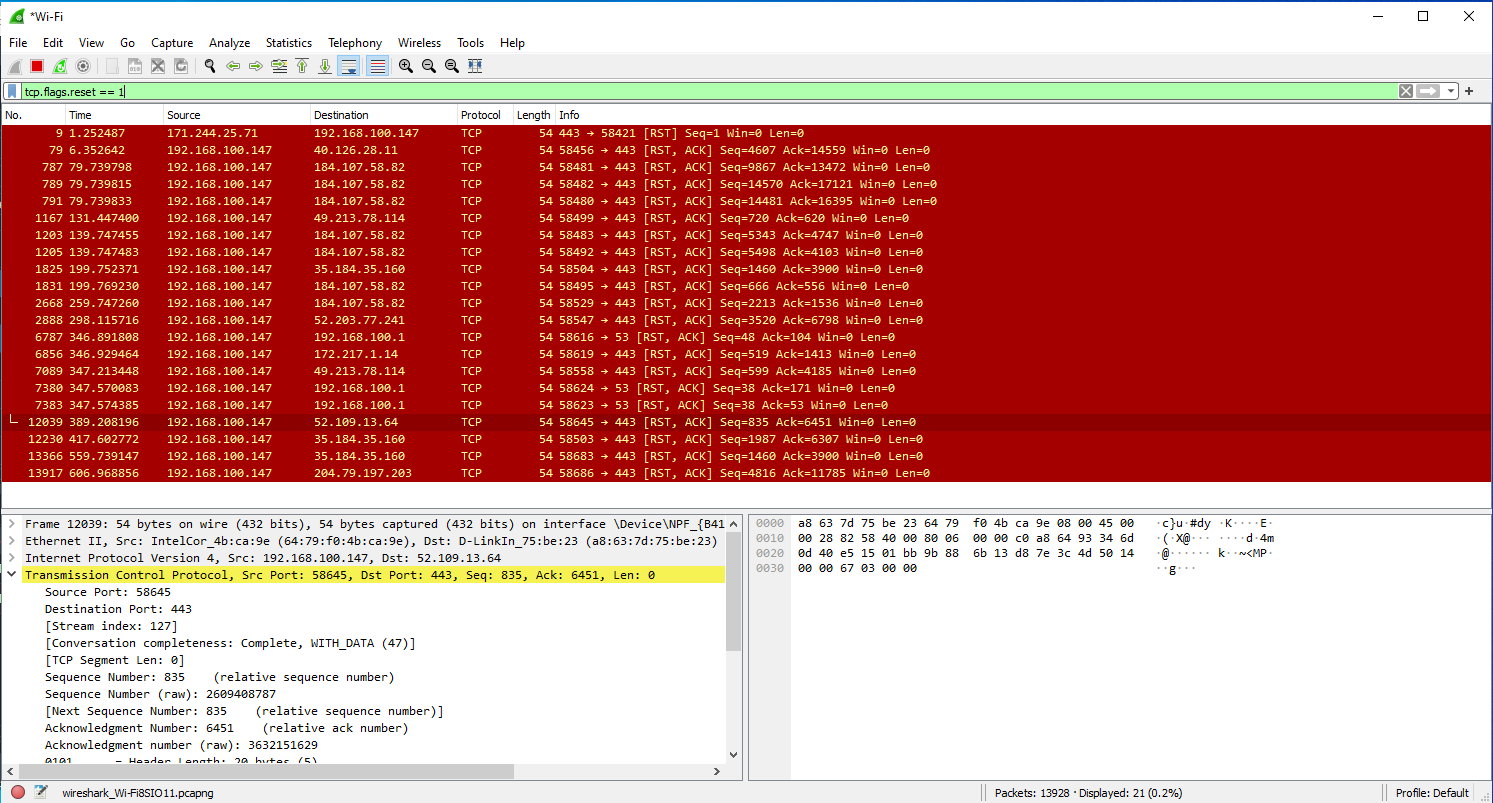 *Wi-Fi
File Edit View Go Capture Analyze Statistics Telephony Wireless Tools Help
tcp.flags.reset == 1
No. Time Source Destination Protocol Length Info
9 1.252487 171.244.25.71 192.168.100.147 TCP 54 443 → 58421 [RST] Seq=1 Win=0 Len=0
79 6.352642 192.168.100.147 40.126.28.11 TCP 54 58456 → 443 [RST, ACK] Seq=4607 Ack=14559 Win=0 Len=0
787 79.739798 192.168.100.147 184.107.58.82 TCP 54 58481 → 443 [RST, ACK] Seq=9867 Ack=13472 Win=0 Len=0
789 79.739815 192.168.100.147 184.107.58.82 TCP 54 58482 → 443 [RST, ACK] Seq=14570 Ack=17121 Win=0 Len=0
791 79.739833 192.168.100.147 184.107.58.82 TCP 54 58480 → 443 [RST, ACK] Seq=14481 Ack=16395 Win=0 Len=0
1167 131.447400 192.168.100.147 49.213.78.114 TCP 54 58499 → 443 [RST, ACK] Seq=720 Ack=620 Win=0 Len=0
1203 139.747455 192.168.100.147 184.107.58.82 TCP 54 58483 → 443 [RST, ACK] Seq=5343 Ack=4747 Win=0 Len=0
1205 139.747483 192.168.100.147 184.107.58.82 TCP 54 58492 → 443 [RST, ACK] Seq=5498 Ack=4103 Win=0 Len=0
1825 199.752371 192.168.100.147 35.184.35.160 TCP 54 58504 → 443 [RST, ACK] Seq=1460 Ack=3900 Win=0 Len=0
1831 199.769230 192.168.100.147 184.107.58.82 TCP 54 58495 → 443 [RST, ACK] Seq=666 Ack=556 Win=0 Len=0
2668 259.747260 192.168.100.147 184.107.58.82 TCP 54 58529 → 443 [RST, ACK] Seq=2213 Ack=1536 Win=0 Len=0
2888 298.115716 192.168.100.147 52.203.77.241 TCP 54 58547 → 443 [RST, ACK] Seq=3520 Ack=6798 Win=0 Len=0
6787 346.891808 192.168.100.147 192.168.100.1 TCP 54 58616 → 53 [RST, ACK] Seq=48 Ack=104 Win=0 Len=0
6856 346.929464 192.168.100.147 172.217.1.14 TCP 54 58619 → 443 [RST, ACK] Seq=519 Ack=1413 Win=0 Len=0
7089 347.213448 192.168.100.147 49.213.78.114 TCP 54 58558 → 443 [RST, ACK] Seq=599 Ack=4185 Win=0 Len=0
7380 347.570083 192.168.100.147 192.168.100.1 TCP 54 58624 → 53 [RST, ACK] Seq=38 Ack=171 Win=0 Len=0
7383 347.574385 192.168.100.147 192.168.100.1 TCP 54 58623 → 53 [RST, ACK] Seq=38 Ack=53 Win=0 Len=0
12039 389.208196 192.168.100.147 52.109.13.64 TCP 54 58645 → 443 [RST, ACK] Seq=835 Ack=6451 Win=0 Len=0
12230 417.602772 192.168.100.147 35.184.35.160 TCP 54 58503 → 443 [RST, ACK] Seq=1987 Ack=6307 Win=0 Len=0
13366 559.739147 192.168.100.147 35.184.35.160 TCP 54 58683 → 443 [RST, ACK] Seq=1460 Ack=3900 Win=0 Len=0
13917 606.968856 192.168.100.147 204.79.197.203 TCP 54 58686 → 443 [RST, ACK] Seq=4816 Ack=11785 Win=0 Len=0
Frame 12039: 54 bytes on wire (432 bits), 54 bytes captured (432 bits) on interface \Device\NPF_{B41
Ethernet II, Src: IntelCor_4b:ca:9e (64:79:f0:4b:ca:9e), Dst: D-LinkIn_75:be:23 (a8:63:7d:75:be:23)
Internet Protocol Version 4, Src: 192.168.100.147, Dst: 52.109.13.64
Transmission Control Protocol, Src Port: 58645, Dst Port: 443, Seq: 835, Ack: 6451, Len: 0
Source Port: 58645
Destination Port: 443
[Stream index: 127]
[Conversation completeness: Complete, WITH_DATA (47)]
[TCP Segment Len: 0]
Sequence Number: 835 (relative sequence number)
Sequence Number (raw): 2609408787
[Next Sequence Number: 835 (relative sequence number)]
Acknowledgment Number: 6451 (relative ack number)
Acknowledgment number (raw): 3632151629
0101 .... = Header Length: 20 bytes (5)
0000 a8 63 7d 75 be 23 64 79 f0 4b ca 9e 08 00 45 00 ·c}u·#dy ·K····E·
0010 00 28 82 58 40 00 80 06 00 00 c0 a8 64 93 34 6d ·(·X@··· ····d·4m
0020 0d 40 e5 15 01 bb 9b 88 6b 13 d8 7e 3c 4d 50 14 ·@······ k··~<MP·
0030 00 00 67 03 00 00 ··g···
wireshark_Wi-Fi8SIO11.pcapng
Packets: 13928 · Displayed: 21 (0.2%)
Profile: Default